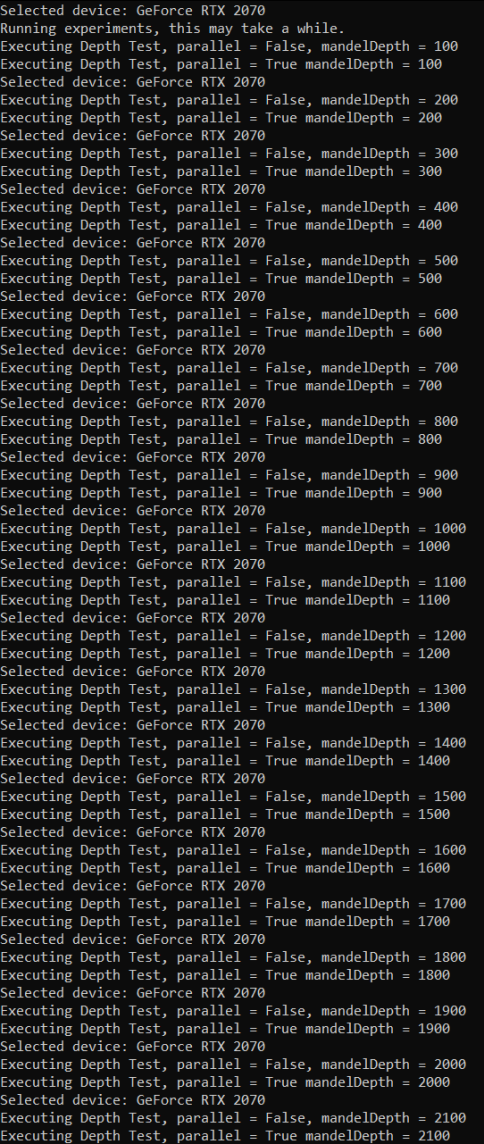 Selected device: GeForce RTX 2070
Running experiments, this may take a while.
Executing Depth Test, parallel = False, mandelDepth = 100
Executing Depth Test, parallel = True mandelDepth = 100
Selected device: GeForce RTX 2070
Executing Depth Test, parallel = False, mandelDepth = 200
Executing Depth Test, parallel = True mandelDepth = 200
Selected device: GeForce RTX 2070
Executing Depth Test, parallel = False, mandelDepth = 300
Executing Depth Test, parallel = True mandelDepth = 300
Selected device: GeForce RTX 2070
Executing Depth Test, parallel = False, mandelDepth = 400
Executing Depth Test, parallel = True mandelDepth = 400
Selected device: GeForce RTX 2070
Executing Depth Test, parallel = False, mandelDepth = 500
Executing Depth Test, parallel = True mandelDepth = 500
Selected device: GeForce RTX 2070
Executing Depth Test, parallel = False, mandelDepth = 600
Executing Depth Test, parallel = True mandelDepth = 600
Selected device: GeForce RTX 2070
Executing Depth Test, parallel = False, mandelDepth = 700
Executing Depth Test, parallel = True mandelDepth = 700
Selected device: GeForce RTX 2070
Executing Depth Test, parallel = False, mandelDepth = 800
Executing Depth Test, parallel = True mandelDepth = 800
Selected device: GeForce RTX 2070
Executing Depth Test, parallel = False, mandelDepth = 900
Executing Depth Test, parallel = True mandelDepth = 900
Selected device: GeForce RTX 2070
Executing Depth Test, parallel = False, mandelDepth = 1000
Executing Depth Test, parallel = True mandelDepth = 1000
Selected device: GeForce RTX 2070
Executing Depth Test, parallel = False, mandelDepth = 1100
Executing Depth Test, parallel = True mandelDepth = 1100
Selected device: GeForce RTX 2070
Executing Depth Test, parallel = False, mandelDepth = 1200
Executing Depth Test, parallel = True mandelDepth = 1200
Selected device: GeForce RTX 2070
Executing Depth Test, parallel = False, mandelDepth = 1300
Executing Depth Test, parallel = True mandelDepth = 1300
Selected device: GeForce RTX 2070
Executing Depth Test, parallel = False, mandelDepth = 1400
Executing Depth Test, parallel = True mandelDepth = 1400
Selected device: GeForce RTX 2070
Executing Depth Test, parallel = False, mandelDepth = 1500
Executing Depth Test, parallel = True mandelDepth = 1500
Selected device: GeForce RTX 2070
Executing Depth Test, parallel = False, mandelDepth = 1600
Executing Depth Test, parallel = True mandelDepth = 1600
Selected device: GeForce RTX 2070
Executing Depth Test, parallel = False, mandelDepth = 1700
Executing Depth Test, parallel = True mandelDepth = 1700
Selected device: GeForce RTX 2070
Executing Depth Test, parallel = False, mandelDepth = 1800
Executing Depth Test, parallel = True mandelDepth = 1800
Selected device: GeForce RTX 2070
Executing Depth Test, parallel = False, mandelDepth = 1900
Executing Depth Test, parallel = True mandelDepth = 1900
Selected device: GeForce RTX 2070
Executing Depth Test, parallel = False, mandelDepth = 2000
Executing Depth Test, parallel = True mandelDepth = 2000
Selected device: GeForce RTX 2070
Executing Depth Test, parallel = False, mandelDepth = 2100
Executing Depth Test, parallel = True mandelDepth = 2100